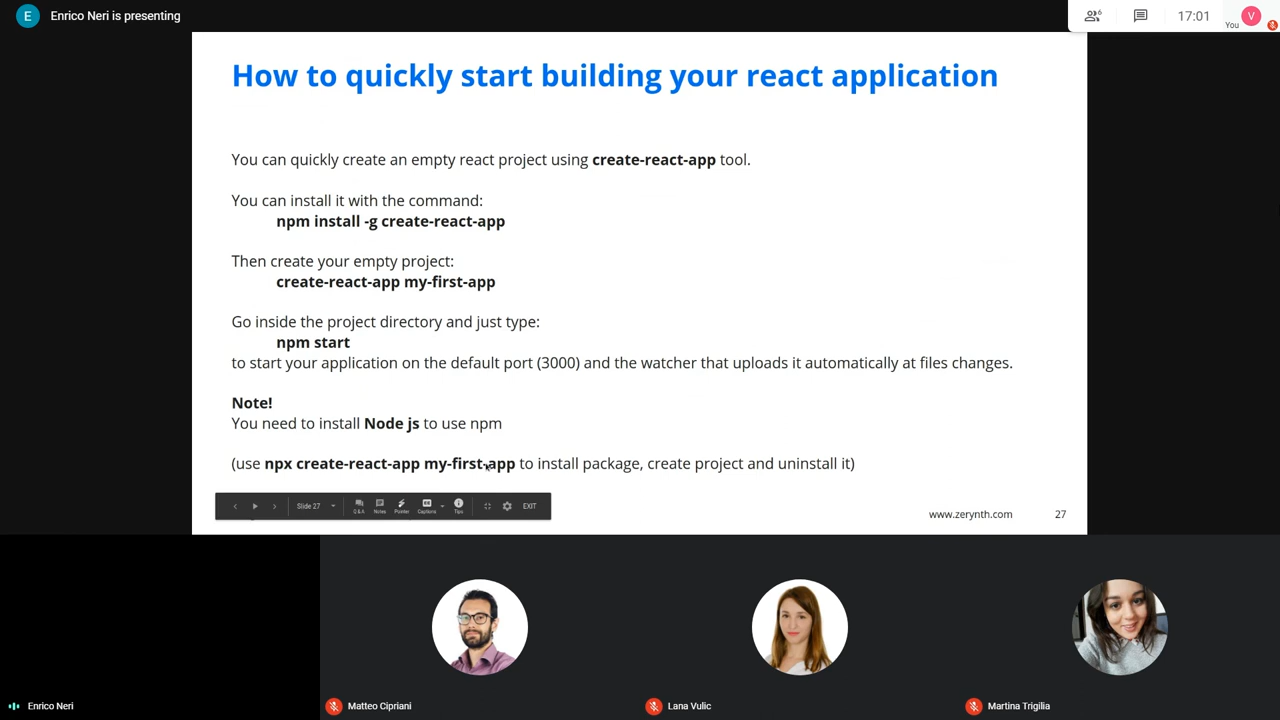 E
Enrico Neri is presenting
6
17:01
You
V
How to quickly start building your react application
You can quickly create an empty react project using create-react-app tool.
You can install it with the command:
npm install -g create-react-app
Then create your empty project:
create-react-app my-first-app
Go inside the project directory and just type:
npm start
to start your application on the default port (3000) and the watcher that uploads it automatically at files changes.
Note!
You need to install Node js to use npm
(use npx create-react-app my-first-app to install package, create project and uninstall it)
Slide 27
Q & A
Notes
Pointer
Captions
Tips
EXIT
www.zerynth.com
27
Enrico Neri
Matteo Cipriani
Lana Vulic
Martina Trigilia